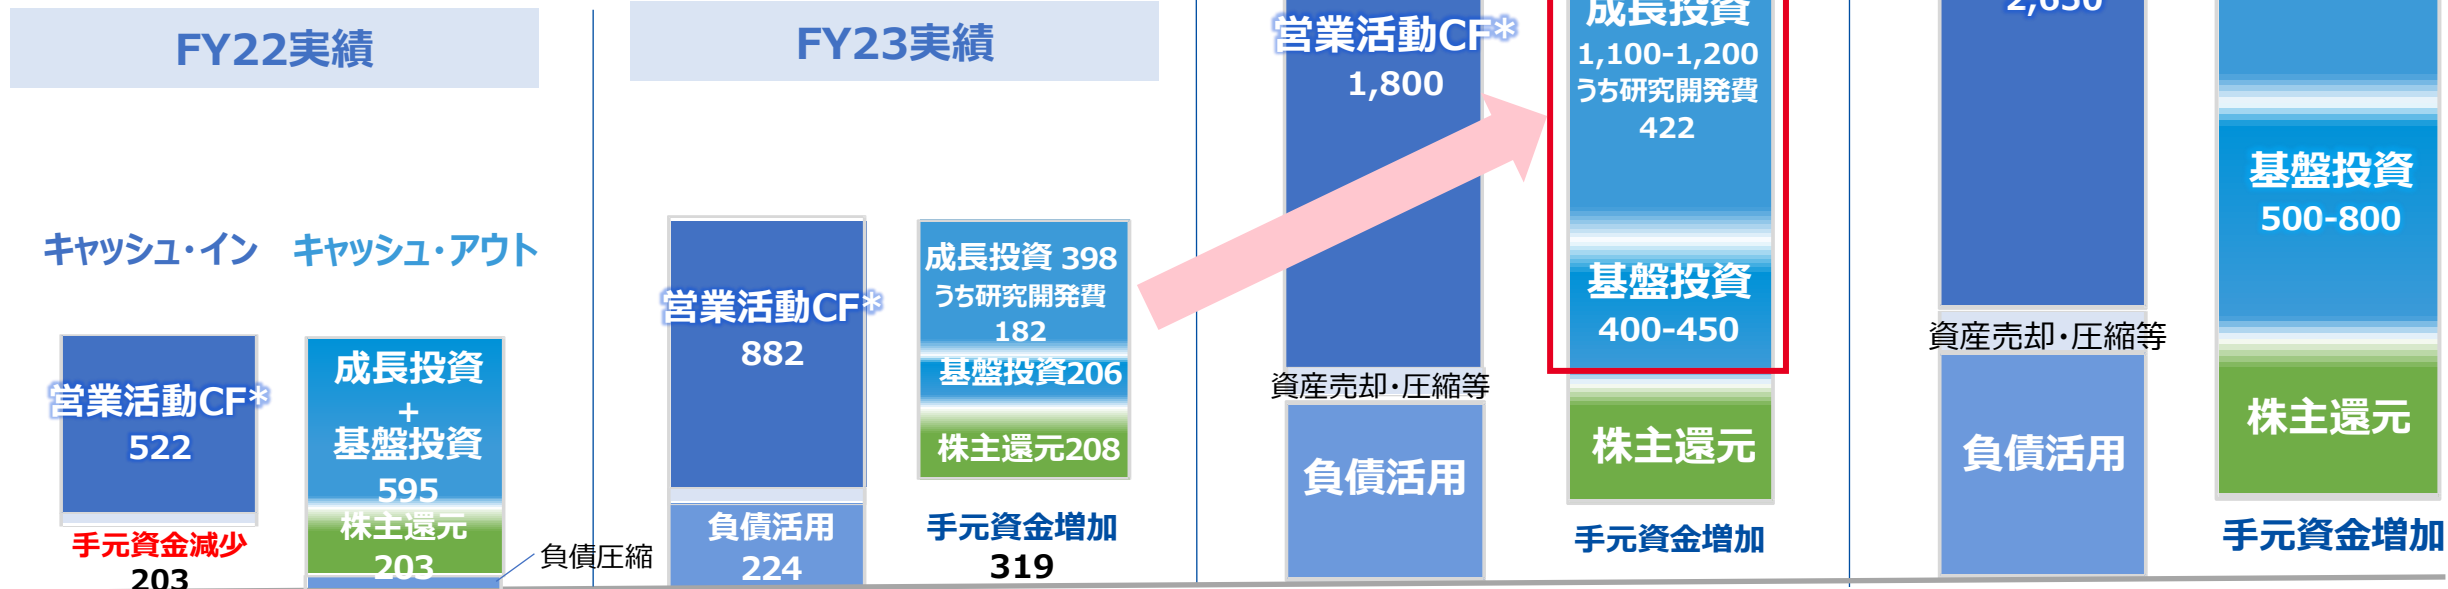 FY22実績
キャッシュ・イン
キャッシュ・アウト
営業活動CF*
522
手元資金減少
203
成長投資
+
基盤投資
595
株主還元
203
負債圧縮
FY23実績
営業活動CF*
882
負債活用
224
成長投資 398
うち研究開発費
182
基盤投資206
株主還元208
手元資金増加
319
営業活動CF*
1,800
資産売却・圧縮等
負債活用
成長投資
1,100-1,200
うち研究開発費
422
基盤投資
400-450
株主還元
手元資金増加
資産売却・圧縮等
負債活用
基盤投資
500-800
株主還元
手元資金増加